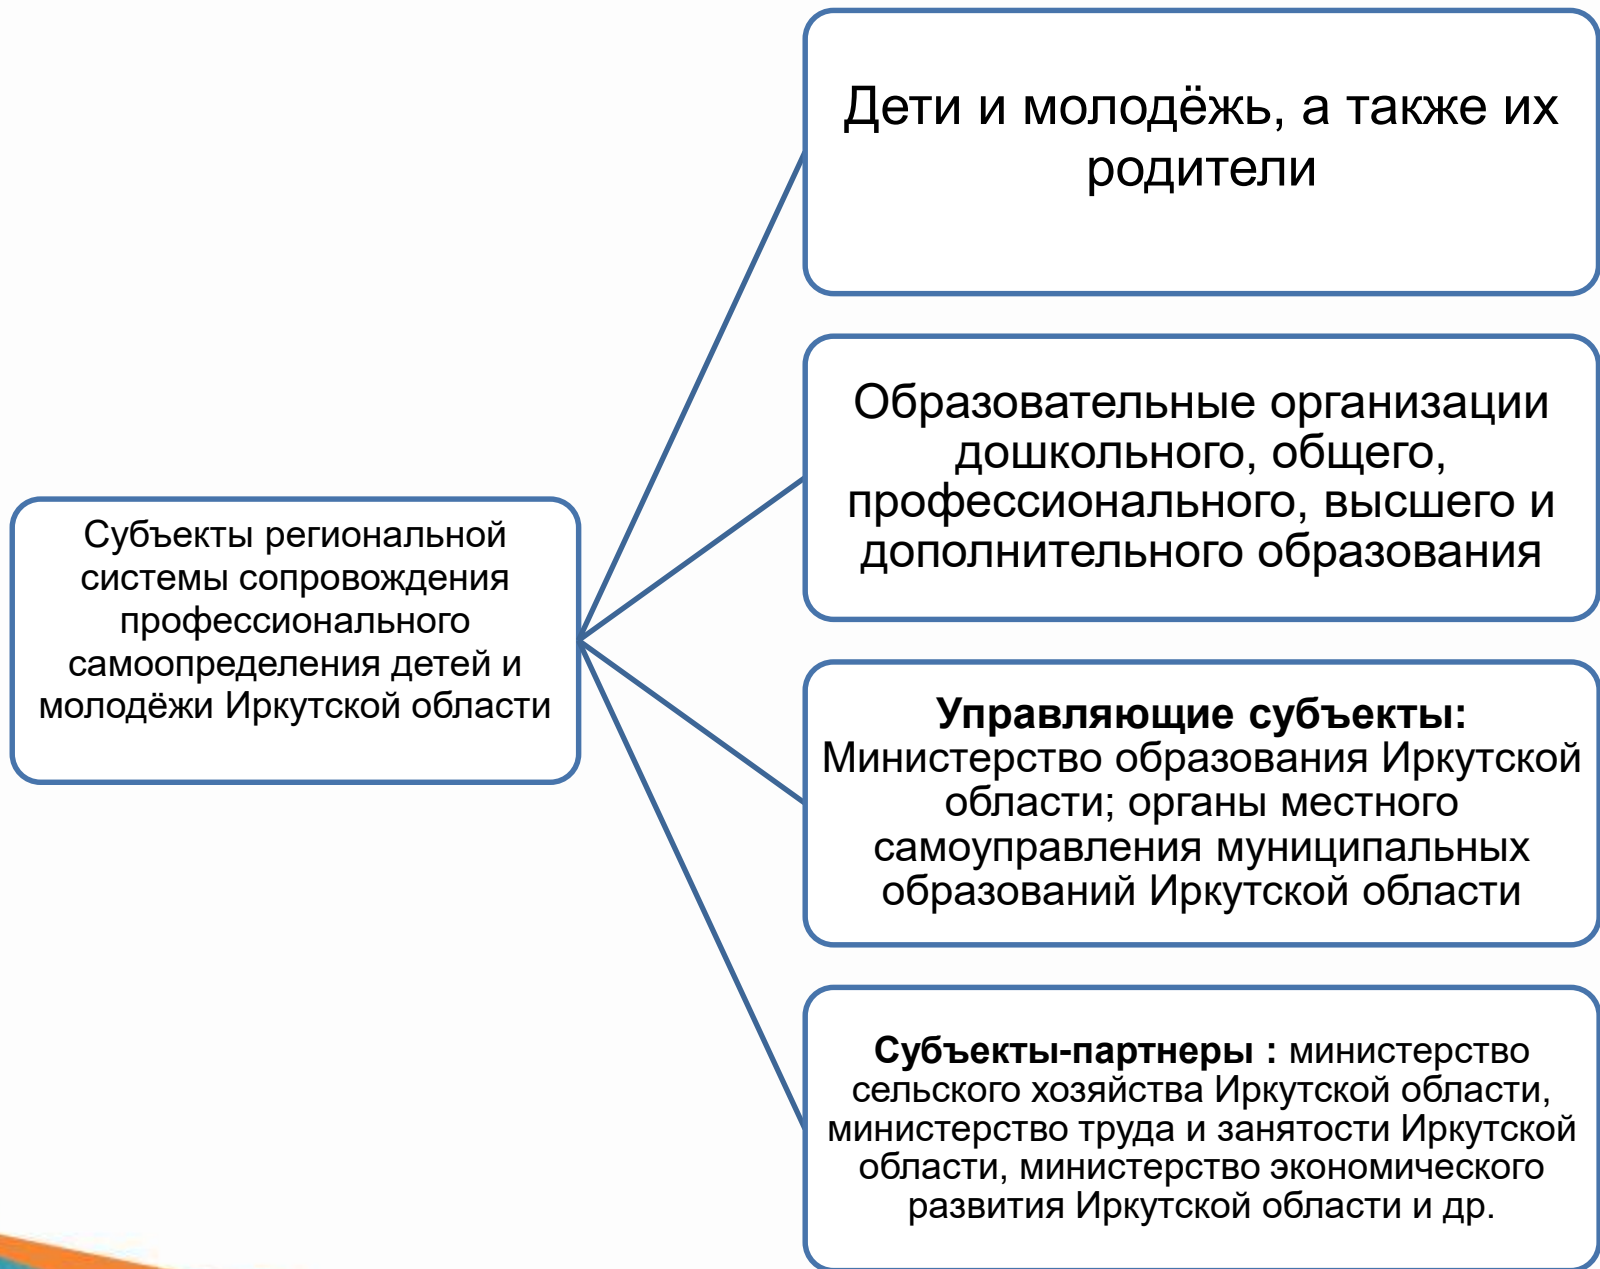 Дети и молодёжь, а также их
родители
Образовательные организации
дошкольного, общего,
профессионального, высшего и
дополнительного образования
Субъекты региональной
системы сопровождения
профессионального
самоопределения детей и
молодёжи Иркутской области
Управляющие субъекты:
Министерство образования Иркутской
области; органы местного
самоуправления муниципальных
образований Иркутской области
Субъекты-партнеры : министерство
сельского хозяйства Иркутской области,
министерство труда и занятости Иркутской
области, министерство экономического
развития Иркутской области и др.